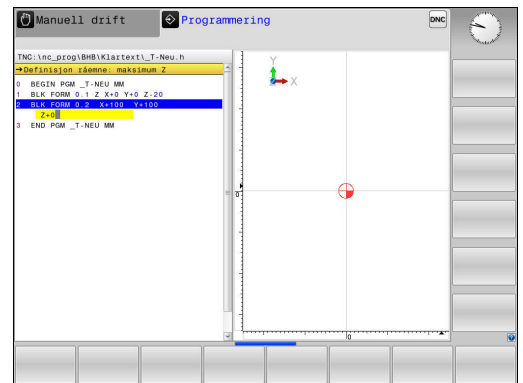 Manuell drift
Programmering
DNC
TNC:\nc_prog\BHB\Klartext\_T-Neu.h
→Definisjon råemne: maksimum Z
0 BEGIN PGM _T-NEU MM
1 BLK FORM 0.1 Z X+0 Y+0 Z-20
2 BLK FORM 0.2 X+100 Y+100
Z+0
3 END PGM _T-NEU MM
Y
X
0
0